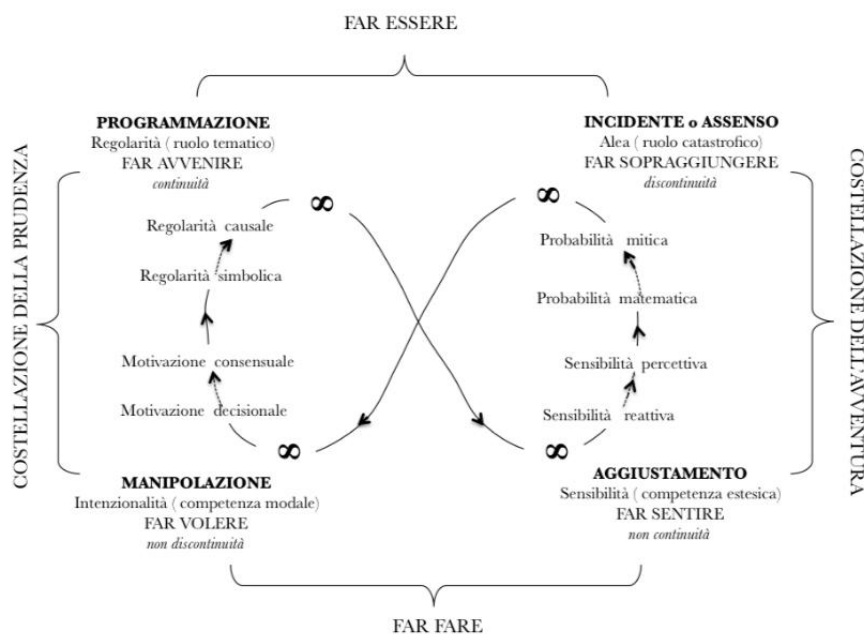 FAR ESSERE
PROGRAMMAZIONE
Regolarità ( ruolo tematico)
FAR AVVENIRE
continuità
INCIDENTE o ASSENSO
Alea ( ruolo catastrofico)
FAR SOPRAGGIUNGERE
discontinuità
COSTELLAZIONE DELLA PRUDENZA
COSTELLAZIONE DELL'AVVENTURA
∞
∞
Regolarità causale
Regolarità simbolica
Motivazione consensuale
Motivazione decisionale
Probabilità mitica
Probabilità matematica
Sensibilità percettiva
Sensibilità reattiva
∞
∞
MANIPOLAZIONE
Intenzionalità ( competenza modale)
FAR VOLERE
non discontinuità
AGGIUSTAMENTO
Sensibilità ( competenza estesica)
FAR SENTIRE
non continuità
FAR FARE